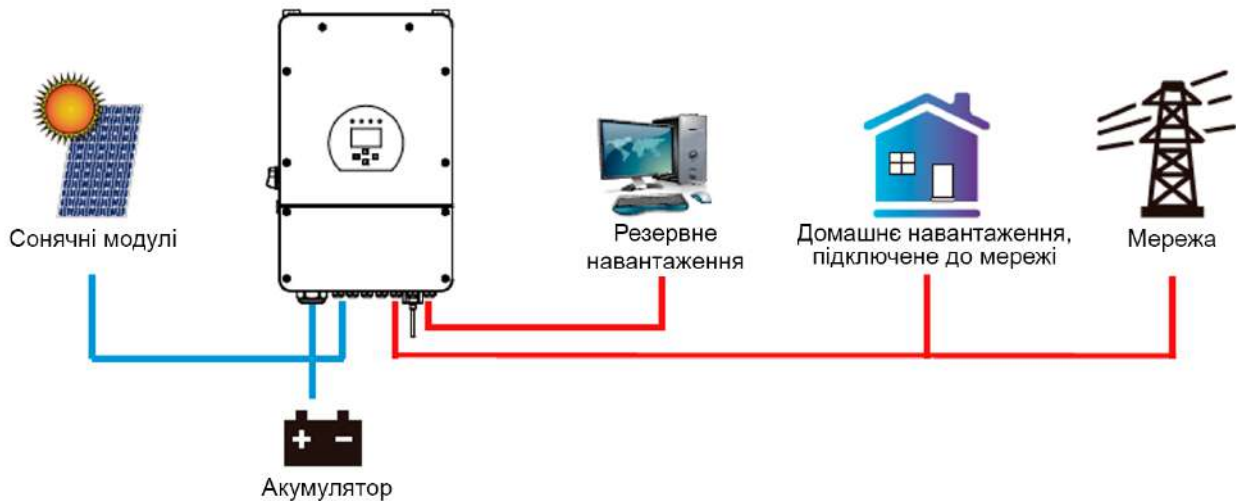 Сонячні модулі
Резервне
навантаження
Домашнє навантаження,
підключене до мережі
Мережа
Акумулятор